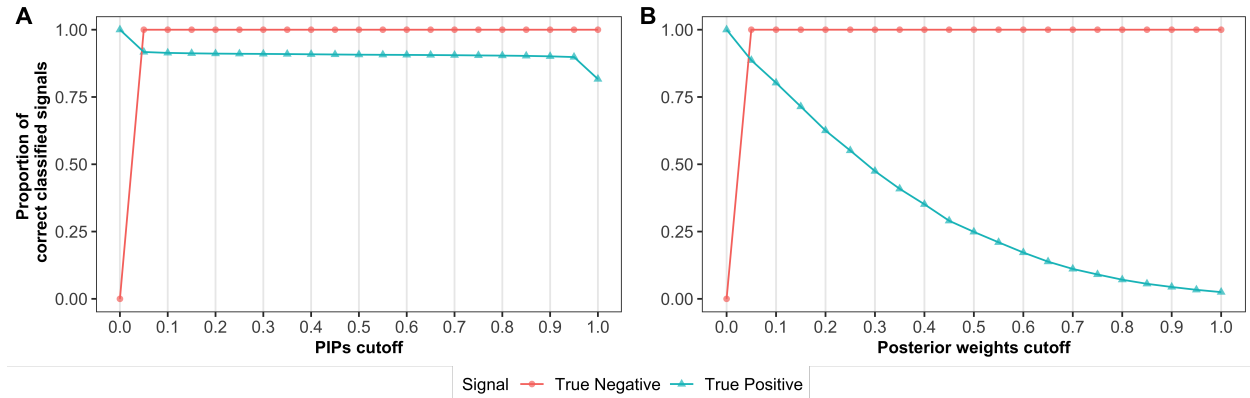 A
1.00
0.75
0.50
0.25
0.00
Proportion of
correct classified signals
0.0 0.1 0.2 0.3 0.4 0.5 0.6 0.7 0.8 0.9 1.0
PIPs cutoff
B
1.00
0.75
0.50
0.25
0.00
0.0 0.1 0.2 0.3 0.4 0.5 0.6 0.7 0.8 0.9 1.0
Posterior weights cutoff
Signal True Negative True Positive